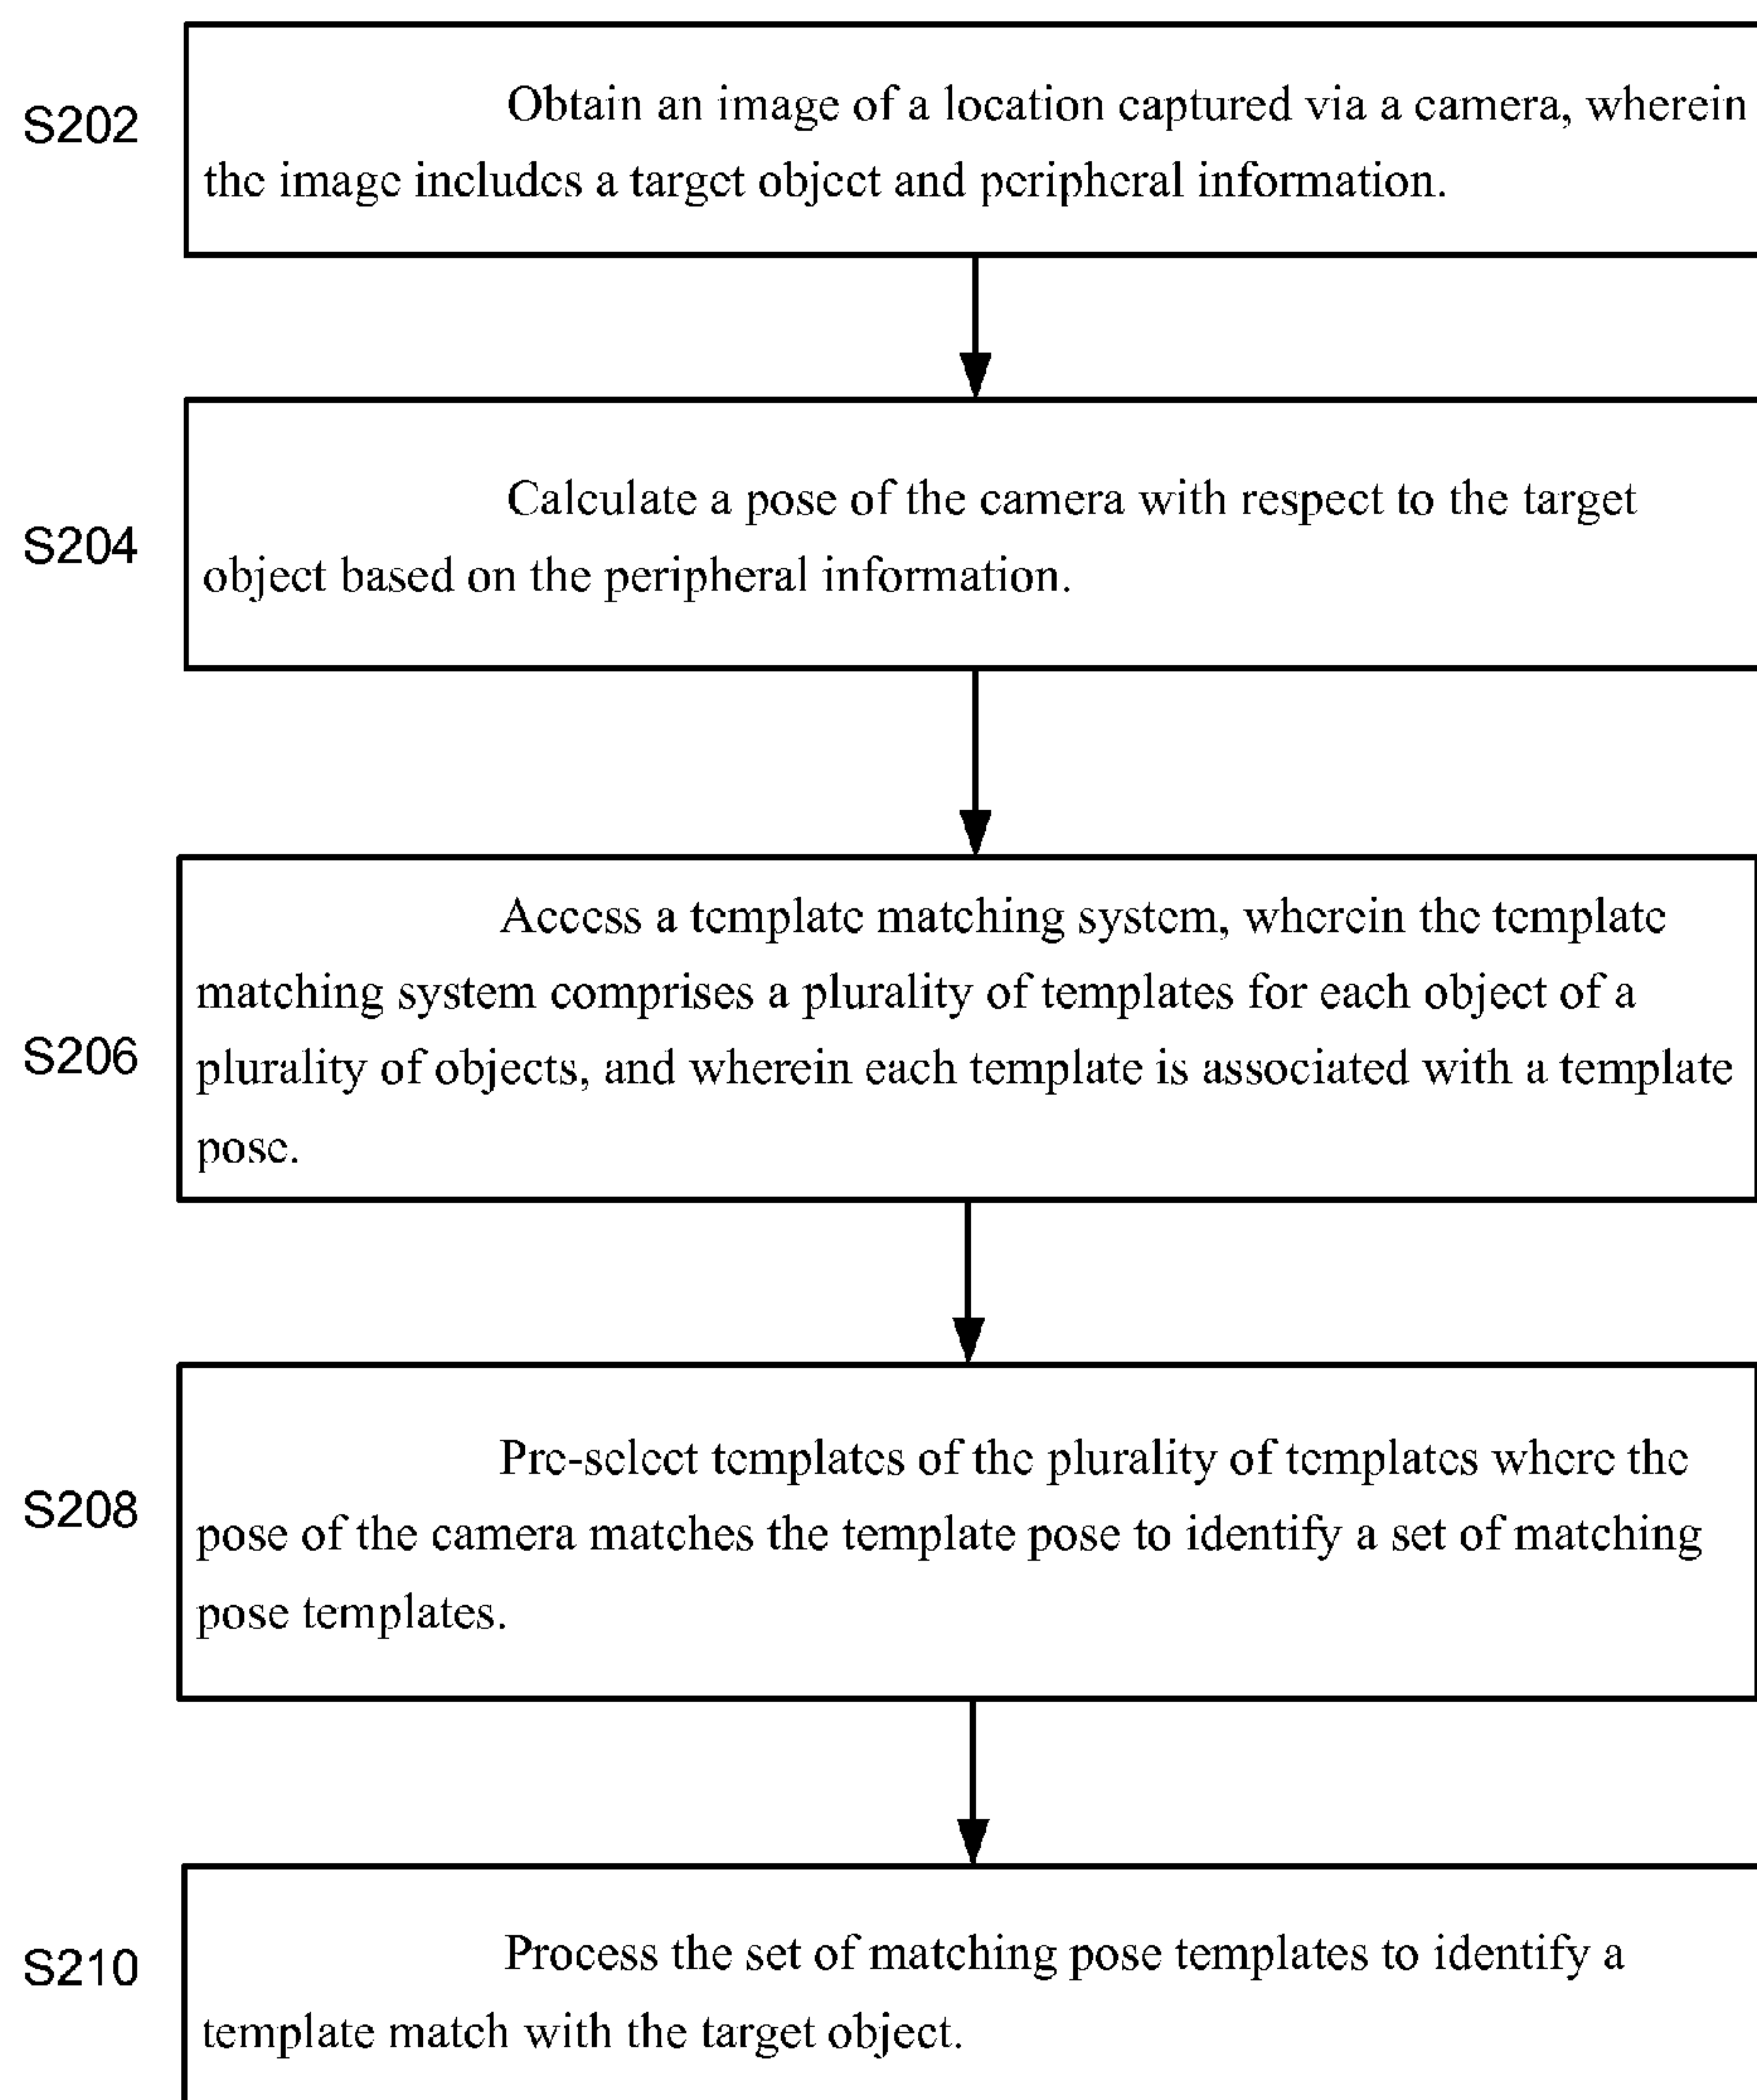 S202
Obtain an image of a location captured via a camera, wherein
the image includes a target object and peripheral information.
S204
Calculate a pose of the camera with respect to the target
object based on the peripheral information.
S206
Access a template matching system, wherein the template
matching system comprises a plurality of templates for each object of a
plurality of objects, and wherein each template is associated with a template
pose.
S208
Pre-select templates of the plurality of templates where the
pose of the camera matches the template pose to identify a set of matching
pose templates.
S210
Process the set of matching pose templates to identify a
template match with the target object.